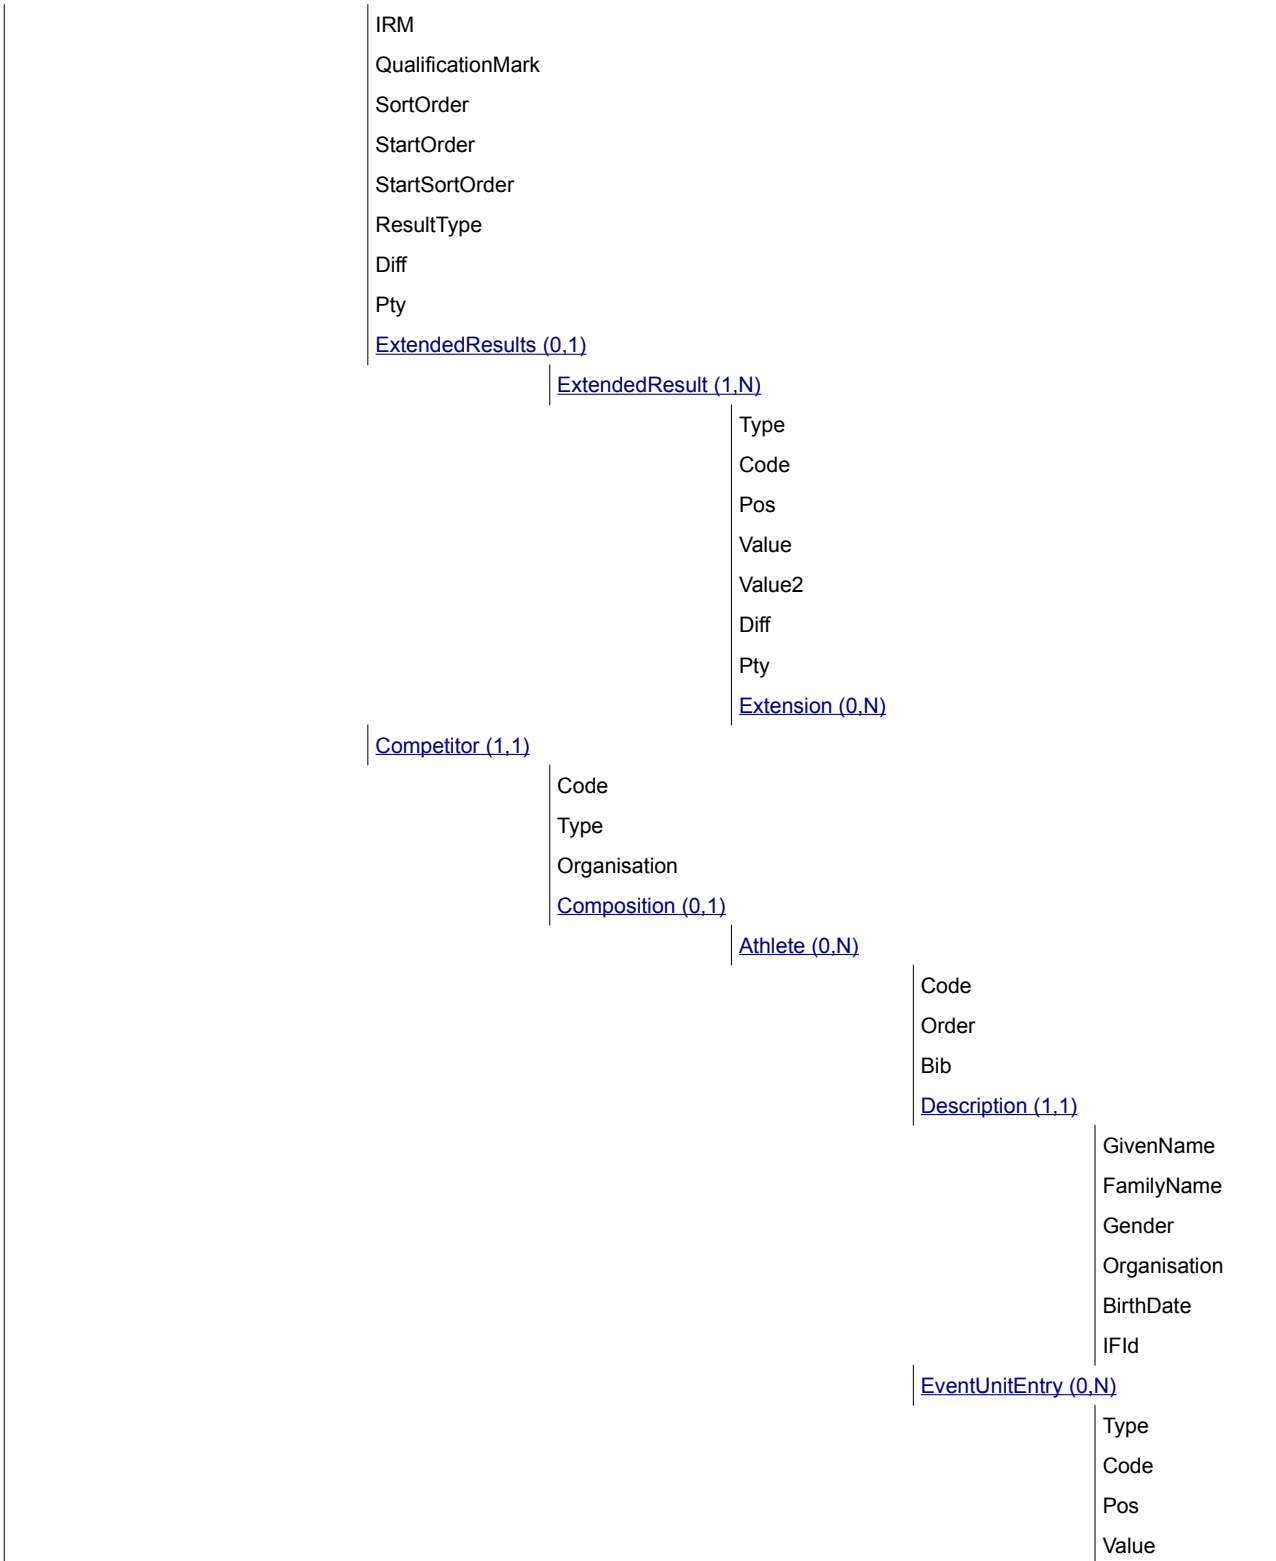 IRM
QualificationMark
SortOrder
StartOrder
StartSortOrder
ResultType
Diff
Pty
ExtendedResults (0,1)
ExtendedResult (1,N)
Type
Code
Pos
Value
Value2
Diff
Pty
Extension (0,N)
Competitor (1,1)
Code
Type
Organisation
Composition (0,1)
Athlete (0,N)
Code
Order
Bib
Description (1,1)
GivenName
FamilyName
Gender
Organisation
BirthDate
IFId
EventUnitEntry (0,N)
Type
Code
Pos
Value